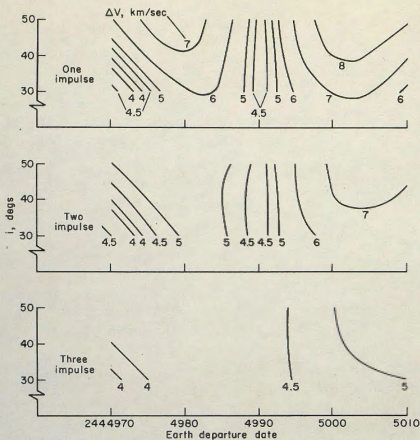 ΔV, km/sec
50
40
30
One impulse
4 4 5
4.5
7
6
5 5 6
4.5
8
7
6
i, degs
50
40
30
Two impulse
4.5 4 4 4.5 5
5 4.5 4.5 5 6
7
50
40
30
Three impulse
4 4
4.5
5
2444970 4980 4990 5000 5010
Earth departure date